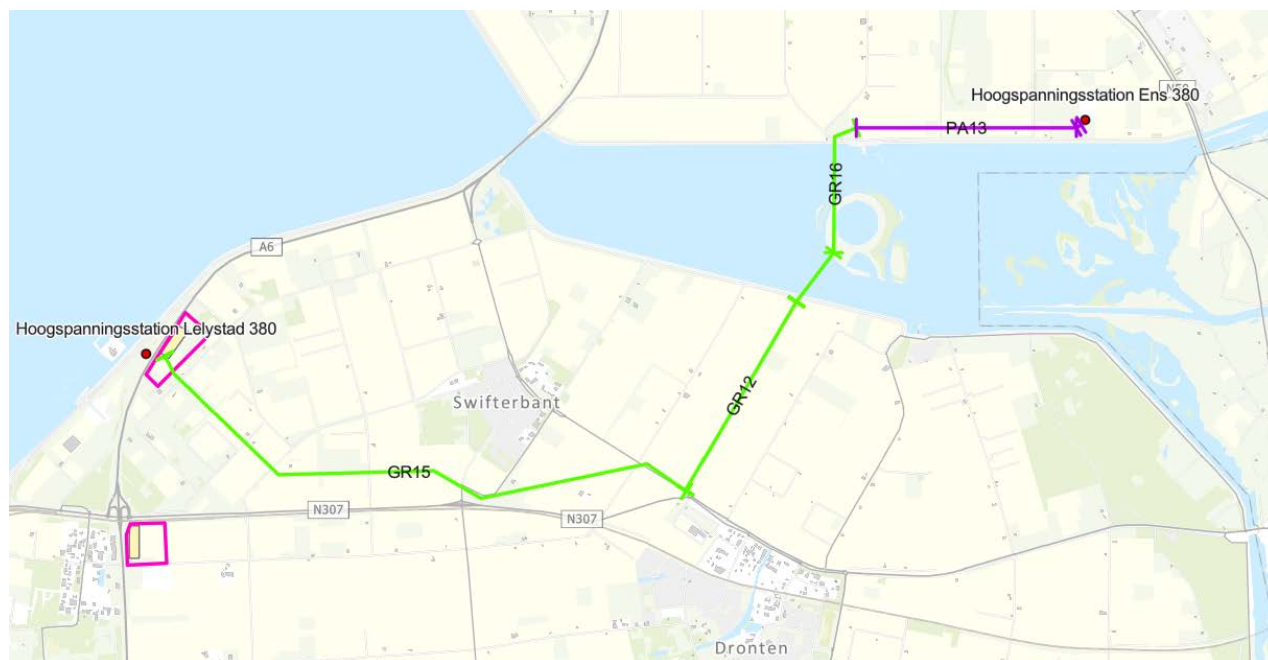 N50
Hoogspanningsstation Ens 380
PA13
GR16
A6
Hoogspanningsstation Lelystad 380
GR12
Swifterbant
GR15
N307
N307
Dronten